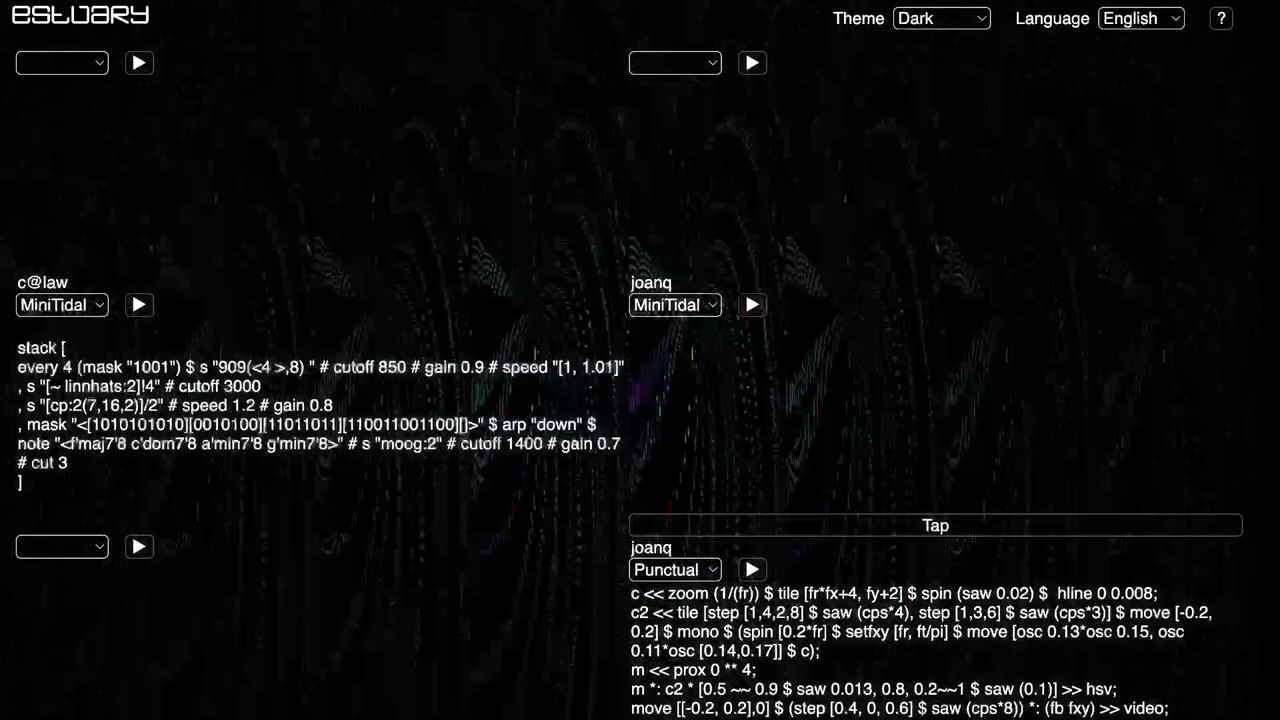 estuary
Theme Dark Language English ?
c@law
MiniTidal
stack [
every 4 (mask "1001") $ s "909(<4 >,8) " # cutoff 850 # gain 0.9 # speed "[1, 1.01]"
, s "[~ linnhats:2]!4" # cutoff 3000
, s "[cp:2(7,16,2)]/2" # speed 1.2 # gain 0.8
, mask "<[1010101010][0010100][11011011][110011001100][]>" $ arp "down" $
note "<f'maj7'8 c'dom7'8 a'min7'8 g'min7'8>" # s "moog:2" # cutoff 1400 # gain 0.7
# cut 3
]
joanq
MiniTidal
Tap
joanq
Punctual
c << zoom (1/(fr)) $ tile [fr*fx+4, fy+2] $ spin (saw 0.02) $  hline 0 0.008;
c2 << tile [step [1,4,2,8] $ saw (cps*4), step [1,3,6] $ saw (cps*3)] $ move [-0.2,
0.2] $ mono $ (spin [0.2*fr] $ setfxy [fr, ft/pi] $ move [osc 0.13*osc 0.15, osc
0.11*osc [0.14,0.17]] $ c);
m << prox 0 ** 4;
m *: c2 * [0.5 ~~ 0.9 $ saw 0.013, 0.8, 0.2~~1 $ saw (0.1)] >> hsv;
move [[-0.2, 0.2],0] $ (step [0.4, 0, 0.6] $ saw (cps*8)) *: (fb fxy) >> video;